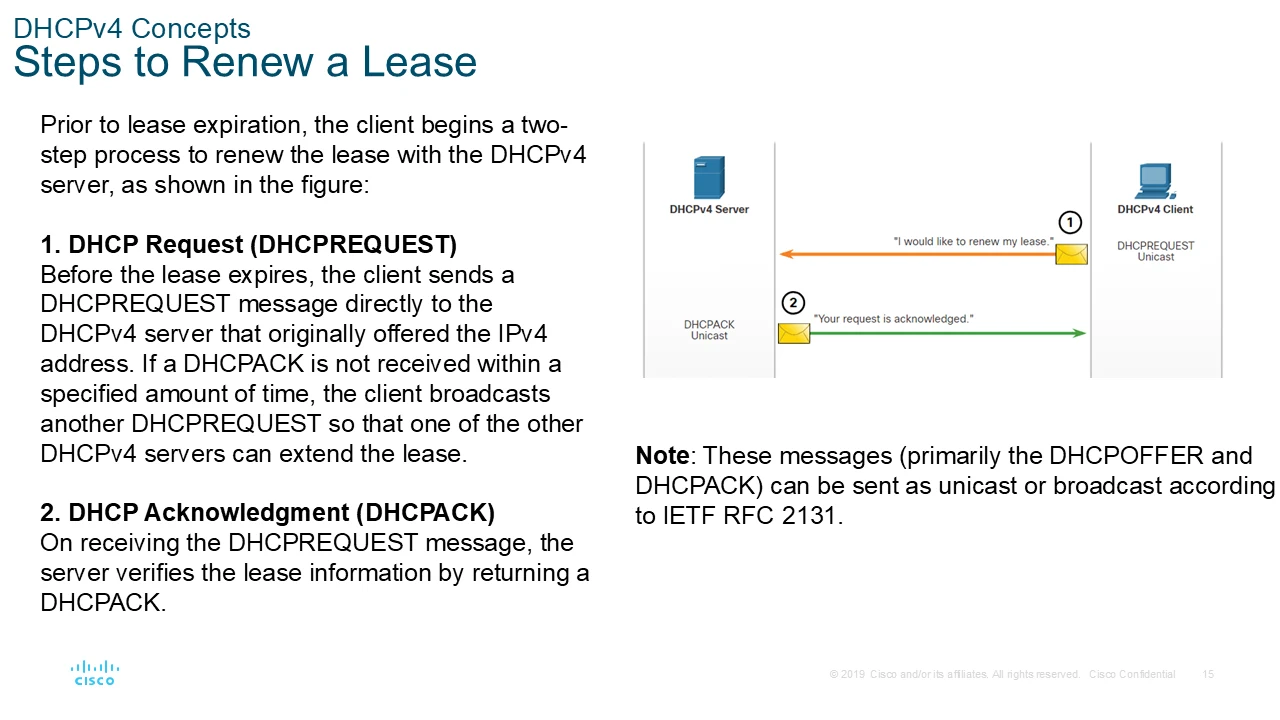 DHCPv4 Concepts
Steps to Renew a Lease
Prior to lease expiration, the client begins a two-
step process to renew the lease with the DHCPv4
server, as shown in the figure:
1. DHCP Request (DHCPREQUEST)
Before the lease expires, the client sends a
DHCPREQUEST message directly to the
DHCPv4 server that originally offered the IPv4
address. If a DHCPACK is not received within a
specified amount of time, the client broadcasts
another DHCPREQUEST so that one of the other
DHCPv4 servers can extend the lease.
2. DHCP Acknowledgment (DHCPACK)
On receiving the DHCPREQUEST message, the
server verifies the lease information by returning a
DHCPACK.
DHCPv4 Server
DHCPv4 Client
1
"I would like to renew my lease."
DHCPREQUEST
Unicast
2
"Your request is acknowledged."
DHCPACK
Unicast
Note: These messages (primarily the DHCPOFFER and
DHCPACK) can be sent as unicast or broadcast according
to IETF RFC 2131.
CISCO
© 2019 Cisco and/or its affiliates. All rights reserved. Cisco Confidential
15